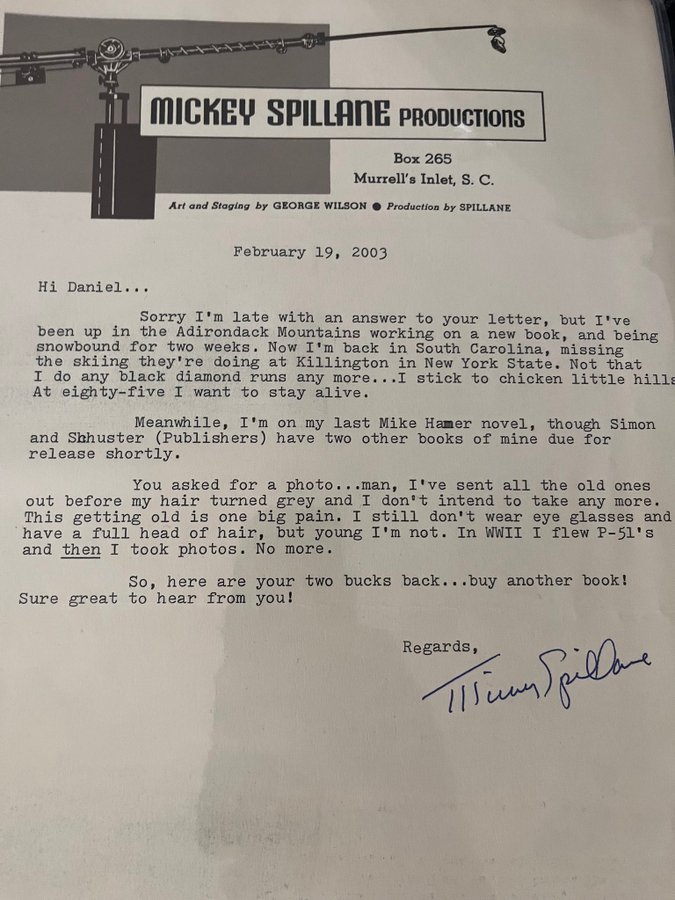 MICKEY SPILLANE PRODUCTIONS
Box 265
Murrell's Inlet, S. C.
Art and Staging by GEORGE WILSON ● Production by SPILLANE
February 19, 2003
Hi Daniel...
Sorry I'm late with an answer to your letter, but I've
been up in the Adirondack Mountains working on a new book, and being
snowbound for two weeks. Now I'm back in South Carolina, missing
the skiing they're doing at Killington in New York State. Not that
I do any black diamond runs any more...I stick to chicken little hills
At eighty-five I want to stay alive.
Meanwhile, I'm on my last Mike Hamer novel, though Simon
and Shhuster (Publishers) have two other books of mine due for
release shortly.
You asked for a photo...man, I've sent all the old ones
out before my hair turned grey and I don't intend to take any more.
This getting old is one big pain. I still don't wear eye glasses and
have a full head of hair, but young I'm not. In WWII I flew P-51's
and then I took photos. No more.
So, here are your two bucks back...buy another book!
Sure great to hear from you!
Regards,
Mickey Spillane